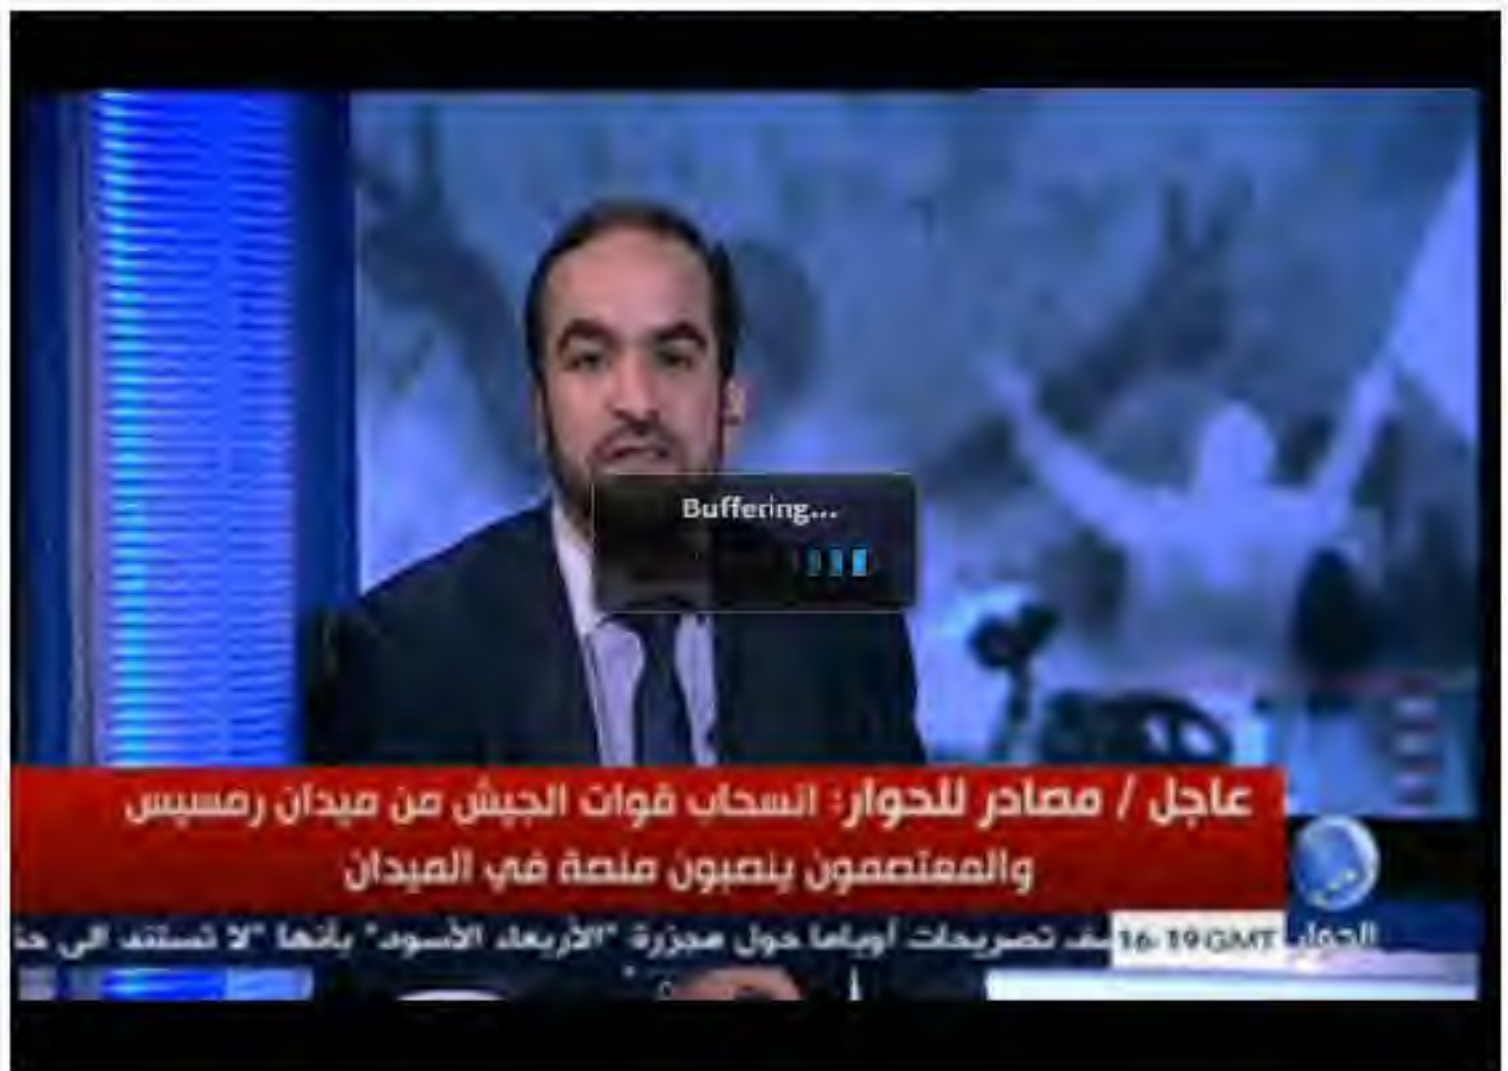 Buffering...
عاجل / مصادر للحوار: انسحاب قوات الجيش من ميدان رمسيس
والمعتصمون ينصبون منصة في الميدان
تصريحات أوباما حول مجزرة "الأربعاء الأسود" بأنها "لا تستند الى
16:19 GMT
الحوار